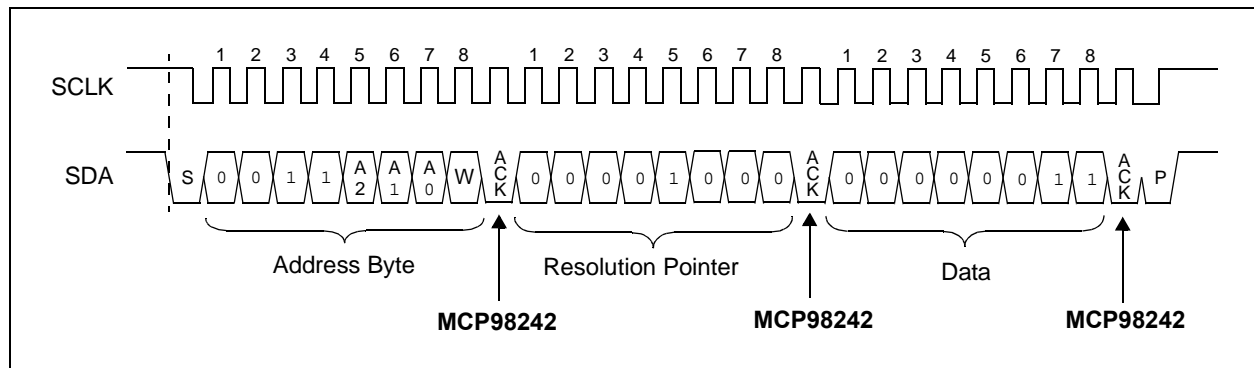 1 2 3 4 5 6 7 8 1 2 3 4 5 6 7 8 1 2 3 4 5 6 7 8
SCLK
SDA S 0 0 1 1 A2 A1 A0 W ACK 0 0 0 0 1 0 0 0 ACK 0 0 0 0 0 0 1 1 ACK P
Address Byte Resolution Pointer Data
MCP98242 MCP98242 MCP98242